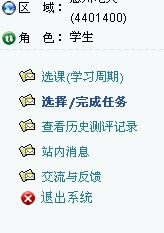 区　域：
(4401400)
角　色：学生
选课(学习周期)
选择/完成任务
查看历史测评记录
站内消息
交流与反馈
退出系统